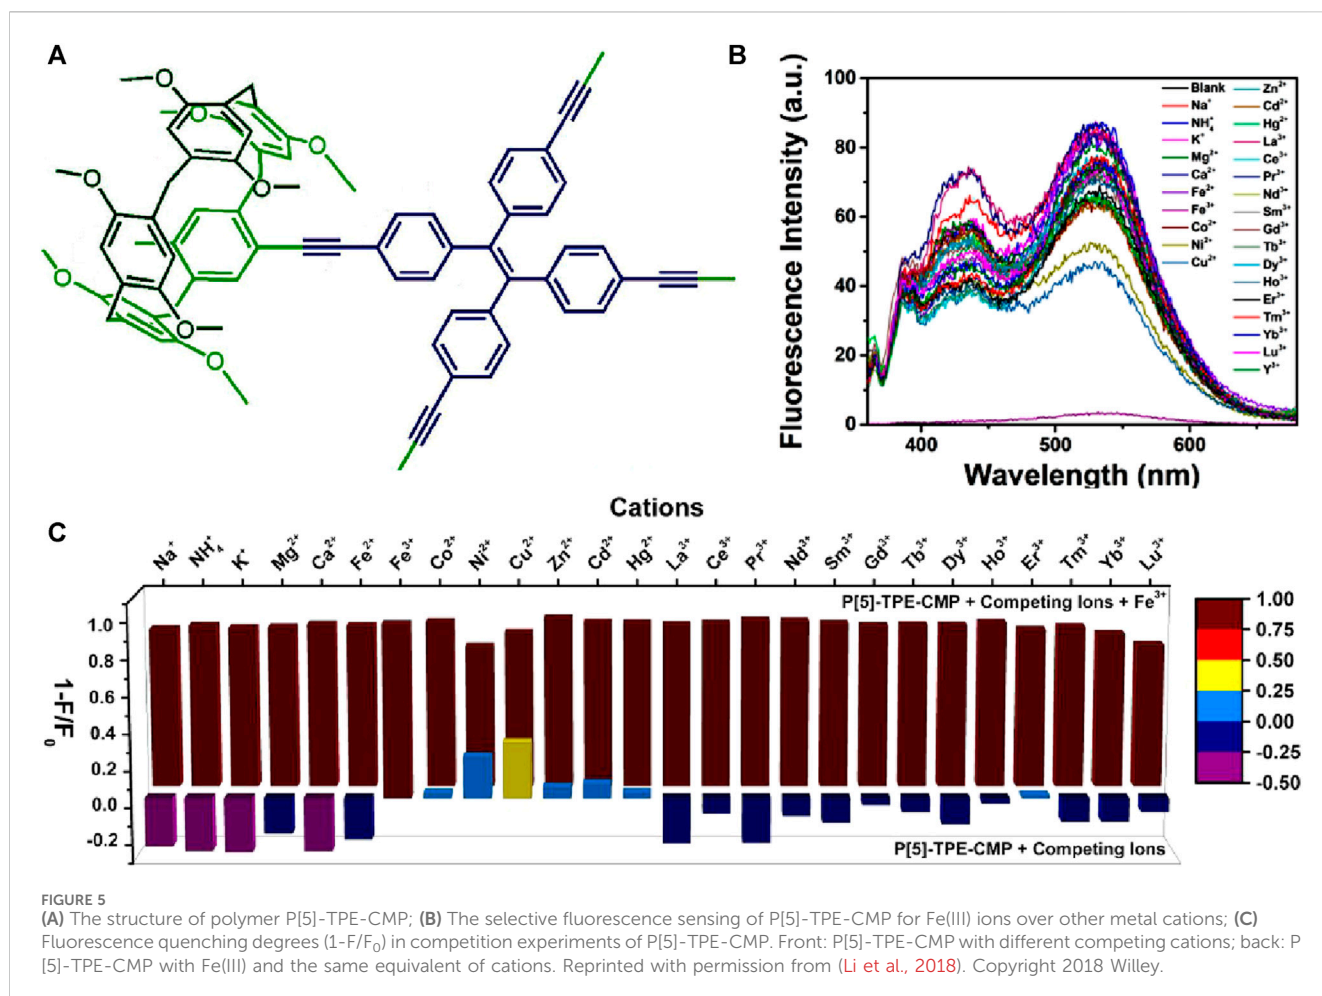 A
O
O
O
O
O
O
O
O
O
O
B
Fluorescence Intensity (a.u.)
100
80
60
40
20
0
400
500
600
Wavelength (nm)
Blank
Na⁺
NH₄⁺
K⁺
Mg²⁺
Ca²⁺
Fe²⁺
Fe³⁺
Co²⁺
Ni²⁺
Cu²⁺
Zn²⁺
Cd²⁺
Hg²⁺
La³⁺
Ce³⁺
Pr³⁺
Nd³⁺
Sm³⁺
Gd³⁺
Tb³⁺
Dy³⁺
Ho³⁺
Er³⁺
Tm³⁺
Yb³⁺
Lu³⁺
Y³⁺
Cations
C
Na⁺ NH₄⁺ K⁺ Mg²⁺ Ca²⁺ Fe²⁺ Fe³⁺ Co²⁺ Ni²⁺ Cu²⁺ Zn²⁺ Cd²⁺ Hg²⁺ La³⁺ Ce³⁺ Pr³⁺ Nd³⁺ Sm³⁺ Gd³⁺ Tb³⁺ Dy³⁺ Ho³⁺ Er³⁺ Tm³⁺ Yb³⁺ Lu³⁺
P[5]-TPE-CMP + Competing Ions + Fe³⁺
1-F/F₀
1.0
0.8
0.6
0.4
0.2
0.0
-0.2
P[5]-TPE-CMP + Competing Ions
1.00
0.75
0.50
0.25
0.00
-0.25
-0.50
FIGURE 5
(A) The structure of polymer P[5]-TPE-CMP; (B) The selective fluorescence sensing of P[5]-TPE-CMP for Fe(III) ions over other metal cations; (C)
Fluorescence quenching degrees (1-F/F₀) in competition experiments of P[5]-TPE-CMP. Front: P[5]-TPE-CMP with different competing cations; back: P
[5]-TPE-CMP with Fe(III) and the same equivalent of cations. Reprinted with permission from (Li et al., 2018). Copyright 2018 Willey.